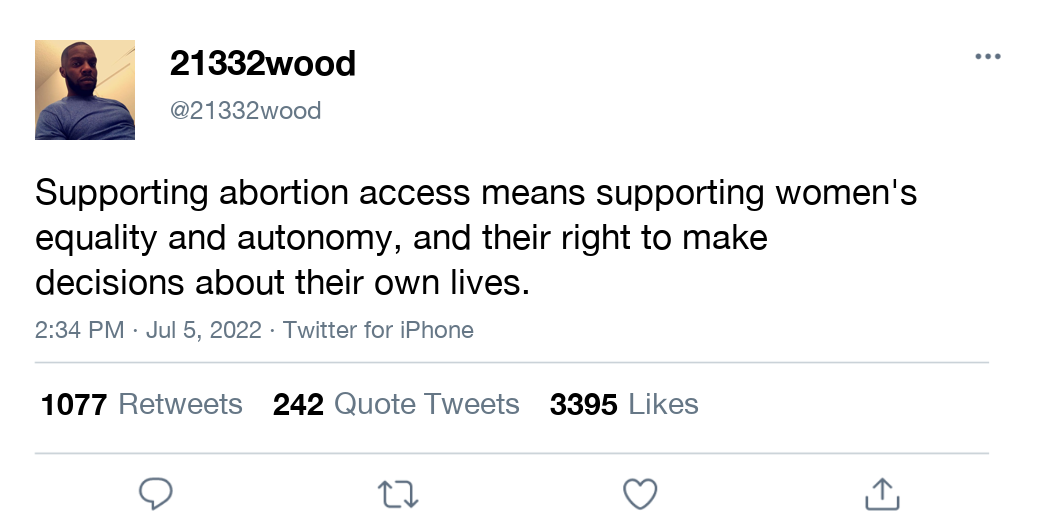 21332wood
@21332wood
Supporting abortion access means supporting women's
equality and autonomy, and their right to make
decisions about their own lives.
2:34 PM · Jul 5, 2022 · Twitter for iPhone
1077 Retweets 242 Quote Tweets 3395 Likes